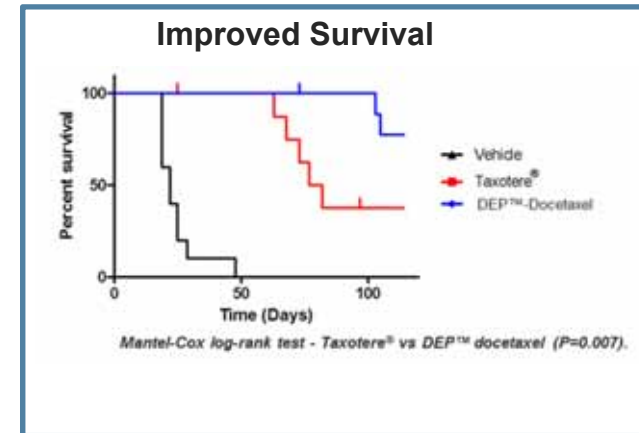 Improved Survival
Percent survival
100
50
0
0
50
100
Time (Days)
Vehicle
Taxotere®
DEP™-Docetaxel
Mantel-Cox log-rank test - Taxotere® vs DEP™ docetaxel (P=0.007).